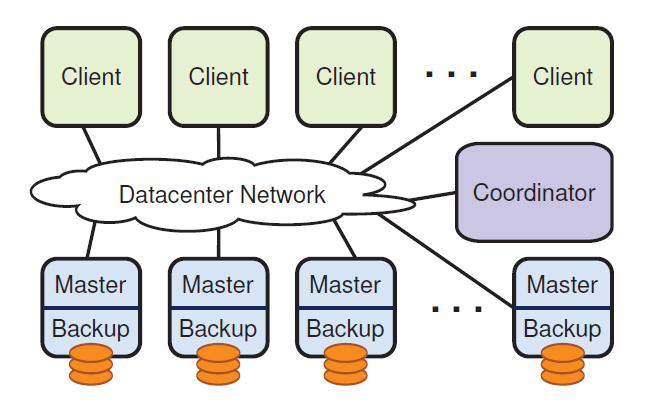 Client
Client
Client
. . .
Client
Datacenter Network
Coordinator
Master
Master
Master
. . .
Master
Backup
Backup
Backup
Backup